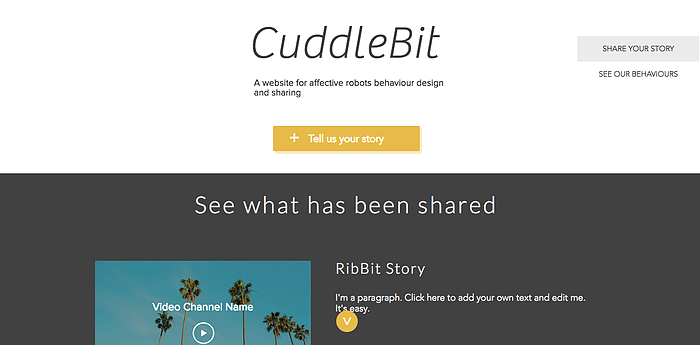 CuddleBit
SHARE YOUR STORY
A website for affective robots behaviour design
and sharing
SEE OUR BEHAVIOURS
+ Tell us your story
See what has been shared
RibBit Story
Video Channel Name
I'm a paragraph. Click here to add your own text and edit me.
It's easy.
V